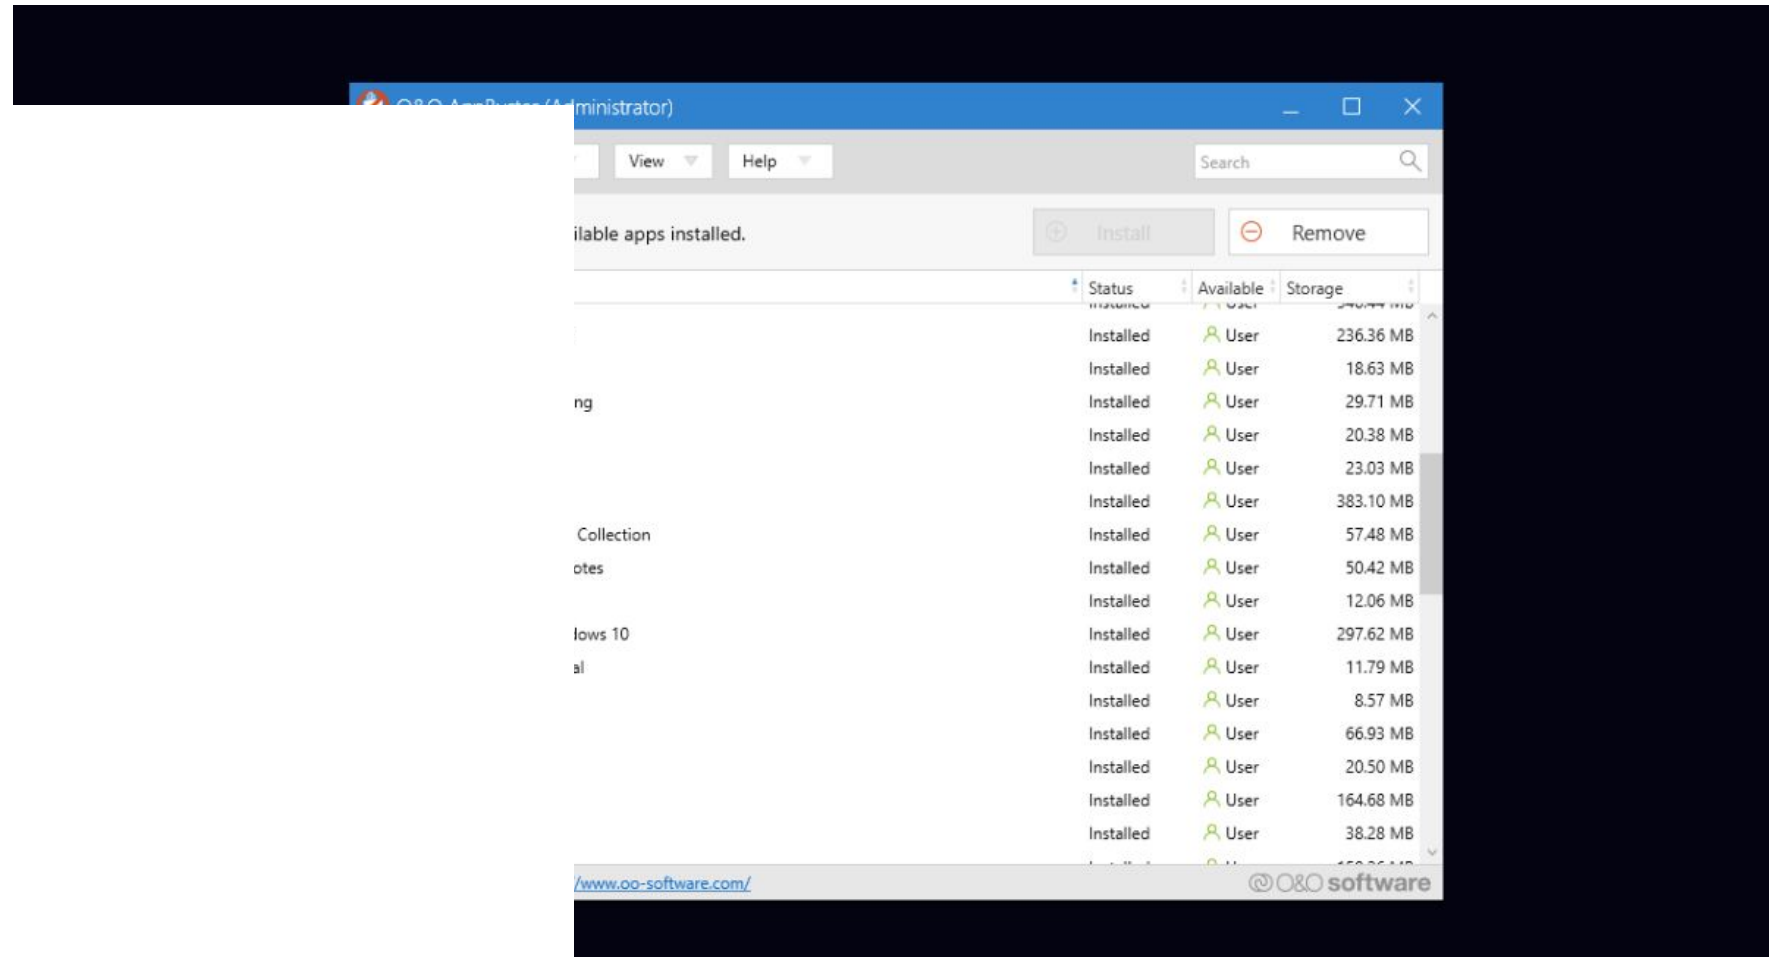 ministrator)
View Help Search
ilable apps installed. Install Remove
Status Available Storage
Installed User 236.36 MB
Installed User 18.63 MB
ng Installed User 29.71 MB
Installed User 20.38 MB
Installed User 23.03 MB
Installed User 383.10 MB
Collection Installed User 57.48 MB
otes Installed User 50.42 MB
Installed User 12.06 MB
dows 10 Installed User 297.62 MB
al Installed User 11.79 MB
Installed User 8.57 MB
Installed User 66.93 MB
Installed User 20.50 MB
Installed User 164.68 MB
Installed User 38.28 MB
/www.oo-software.com/ O&O software